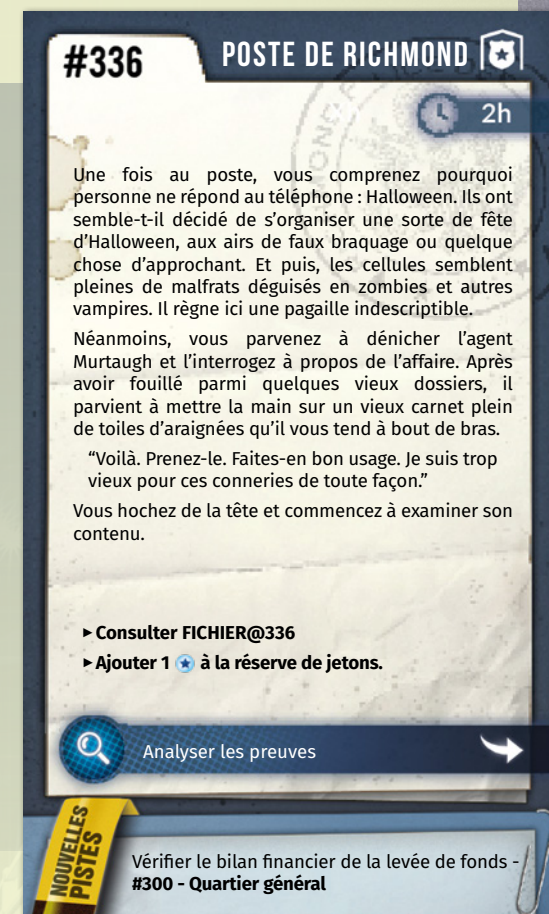 #336
POSTE DE RICHMOND
2h
Une fois au poste, vous comprenez pourquoi
personne ne répond au téléphone : Halloween. Ils ont
semble-t-il décidé de s’organiser une sorte de fête
d’Halloween, aux airs de faux braquage ou quelque
chose d’approchant. Et puis, les cellules semblent
pleines de malfrats déguisés en zombies et autres
vampires. Il règne ici une pagaille indescriptible.
Néanmoins, vous parvenez à dénicher l’agent
Murtaugh et l’interrogez à propos de l’affaire. Après
avoir fouillé parmi quelques vieux dossiers, il
parvient à mettre la main sur un vieux carnet plein
de toiles d’araignées qu’il vous tend à bout de bras.
“Voilà. Prenez-le. Faites-en bon usage. Je suis trop
vieux pour ces conneries de toute façon.”
Vous hochez de la tête et commencez à examiner son
contenu.
▸ Consulter FICHIER@336
▸ Ajouter 1 à la réserve de jetons.
Analyser les preuves
NOUVELLES
PISTES
Vérifier le bilan financier de la levée de fonds -
#300 - Quartier général